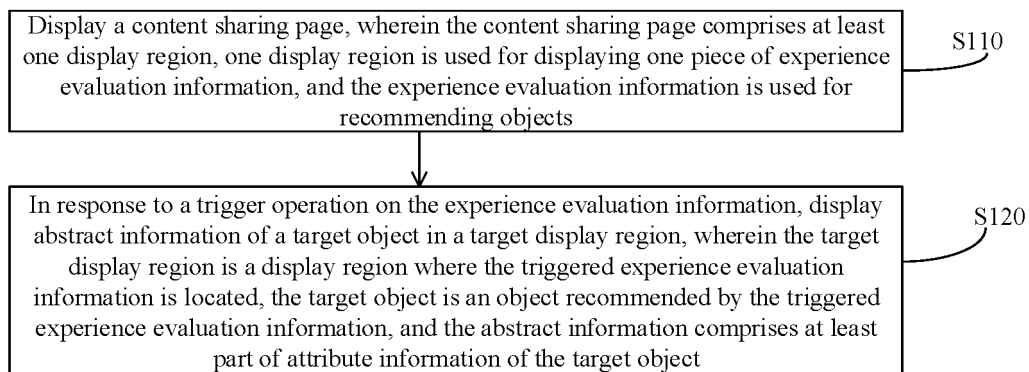 Display a content sharing page, wherein the content sharing page comprises at least
one display region, one display region is used for displaying one piece of experience
evaluation information, and the experience evaluation information is used for
recommending objects
S110
In response to a trigger operation on the experience evaluation information, display
abstract information of a target object in a target display region, wherein the target
display region is a display region where the triggered experience evaluation
information is located, the target object is an object recommended by the triggered
experience evaluation information, and the abstract information comprises at least
part of attribute information of the target object
S120